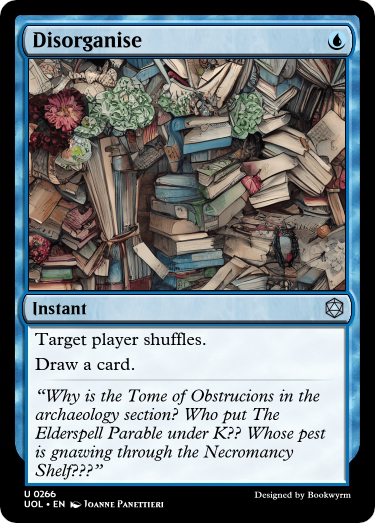 Disorganise
Instant
Target player shuffles.
Draw a card.
“Why is the Tome of Obstrucions in the
archaeology section? Who put The
Elderspell Parable under K?? Whose pest
is gnawing through the Necromancy
Shelf???”
U 0266
UOL • EN Joanne Panettieri
Designed by Bookwyrm